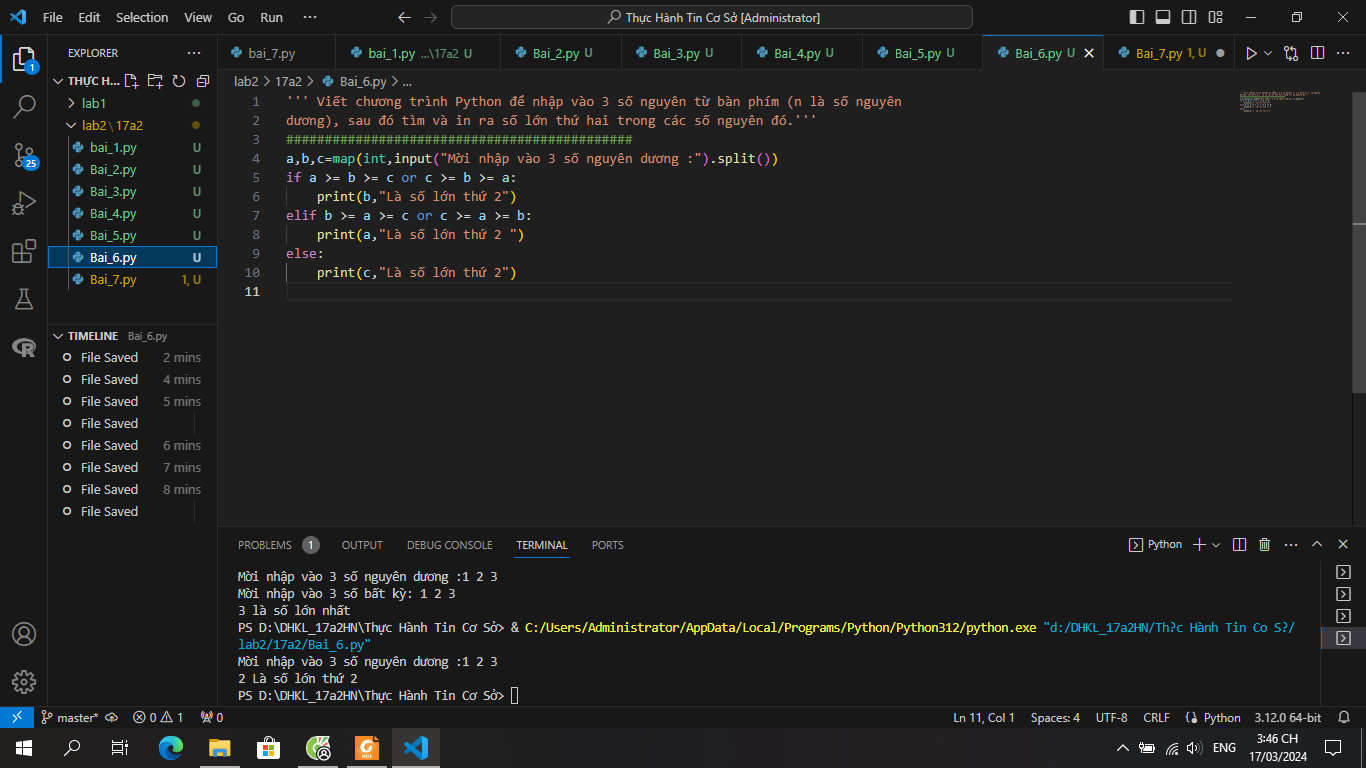 File Edit Selection View Go Run ··· Thực Hành Tin Cơ Sở [Administrator]
EXPLORER ···
bai_7.py bai_1.py ...\17a2 U Bai_2.py U Bai_3.py U Bai_4.py U Bai_5.py U Bai_6.py U Bai_7.py 1, U
1
THỰC H...
lab2 > 17a2 > Bai_6.py > ...
lab1
lab2\17a2
bai_1.py U
Bai_2.py U
Bai_3.py U
Bai_4.py U
Bai_5.py U
Bai_6.py U
Bai_7.py 1, U
25
1 ''' Viết chương trình Python để nhập vào 3 số nguyên từ bàn phím (n là số nguyên
2 dương), sau đó tìm và in ra số lớn thứ hai trong các số nguyên đó.'''
3 #############################################
4 a,b,c=map(int,input("Mời nhập vào 3 số nguyên dương :").split())
5 if a >= b >= c or c >= b >= a:
6 print(b,"Là số lớn thứ 2")
7 elif b >= a >= c or c >= a >= b:
8 print(a,"Là số lớn thứ 2 ")
9 else:
10 print(c,"Là số lớn thứ 2")
11
TIMELINE Bai_6.py
File Saved 2 mins
File Saved 4 mins
File Saved 5 mins
File Saved
File Saved 6 mins
File Saved 7 mins
File Saved 8 mins
File Saved
PROBLEMS 1 OUTPUT DEBUG CONSOLE TERMINAL PORTS Python
Mời nhập vào 3 số nguyên dương :1 2 3
Mời nhập vào 3 số bất kỳ: 1 2 3
3 là số lớn nhất
PS D:\DHKL_17a2HN\Thực Hành Tin Cơ Sở> & C:/Users/Administrator/AppData/Local/Programs/Python/Python312/python.exe "d:/DHKL_17a2HN/Th?c Hành Tin Co S?/
lab2/17a2/Bai_6.py"
Mời nhập vào 3 số nguyên dương :1 2 3
2 Là số lớn thứ 2
PS D:\DHKL_17a2HN\Thực Hành Tin Cơ Sở>
master* 0 1 0 Ln 11, Col 1 Spaces: 4 UTF-8 CRLF Python 3.12.0 64-bit
ENG 3:46 CH
17/03/2024